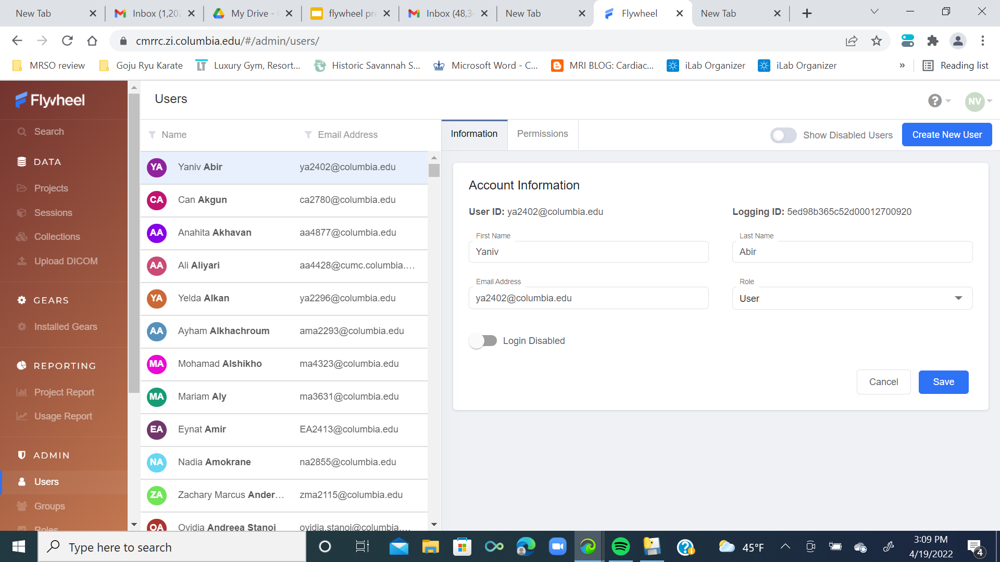 New Tab
Inbox (1,202
My Drive -
flywheel pre
Inbox (48,34
New Tab
Flywheel
New Tab
cmrrc.zi.columbia.edu/#/admin/users/
MRSO review
Goju Ryu Karate
LT Luxury Gym, Resort...
Historic Savannah S...
Microsoft Word - C...
MRI BLOG: Cardiac...
iLab Organizer
iLab Organizer
»
Reading list
Flywheel
Search
DATA
Projects
Sessions
Collections
Upload DICOM
GEARS
Installed Gears
REPORTING
Project Report
Usage Report
ADMIN
Users
Groups
Roles
Users
? NV
Name Email Address
YA Yaniv Abir ya2402@columbia.edu
CA Can Akgun ca2780@columbia.edu
AA Anahita Akhavan aa4877@columbia.edu
AA Ali Aliyari aa4428@cumc.columbia....
YA Yelda Alkan ya2296@columbia.edu
AA Ayham Alkhachroum ama2293@columbia.edu
MA Mohamad Alshikho ma4323@columbia.edu
MA Mariam Aly ma3631@columbia.edu
EA Eynat Amir EA2413@columbia.edu
NA Nadia Amokrane na2855@columbia.edu
ZA Zachary Marcus Ander... zma2115@columbia.edu
OA Ovidia Andreea Stanoi ovidia.stanoi@columbia....
Information Permissions Show Disabled Users Create New User
Account Information
User ID: ya2402@columbia.edu Logging ID: 5ed98b365c52d00012700920
First Name Last Name
Yaniv Abir
Email Address Role
ya2402@columbia.edu User
Login Disabled
Cancel Save
Type here to search
45°F
3:09 PM
4/19/2022
4